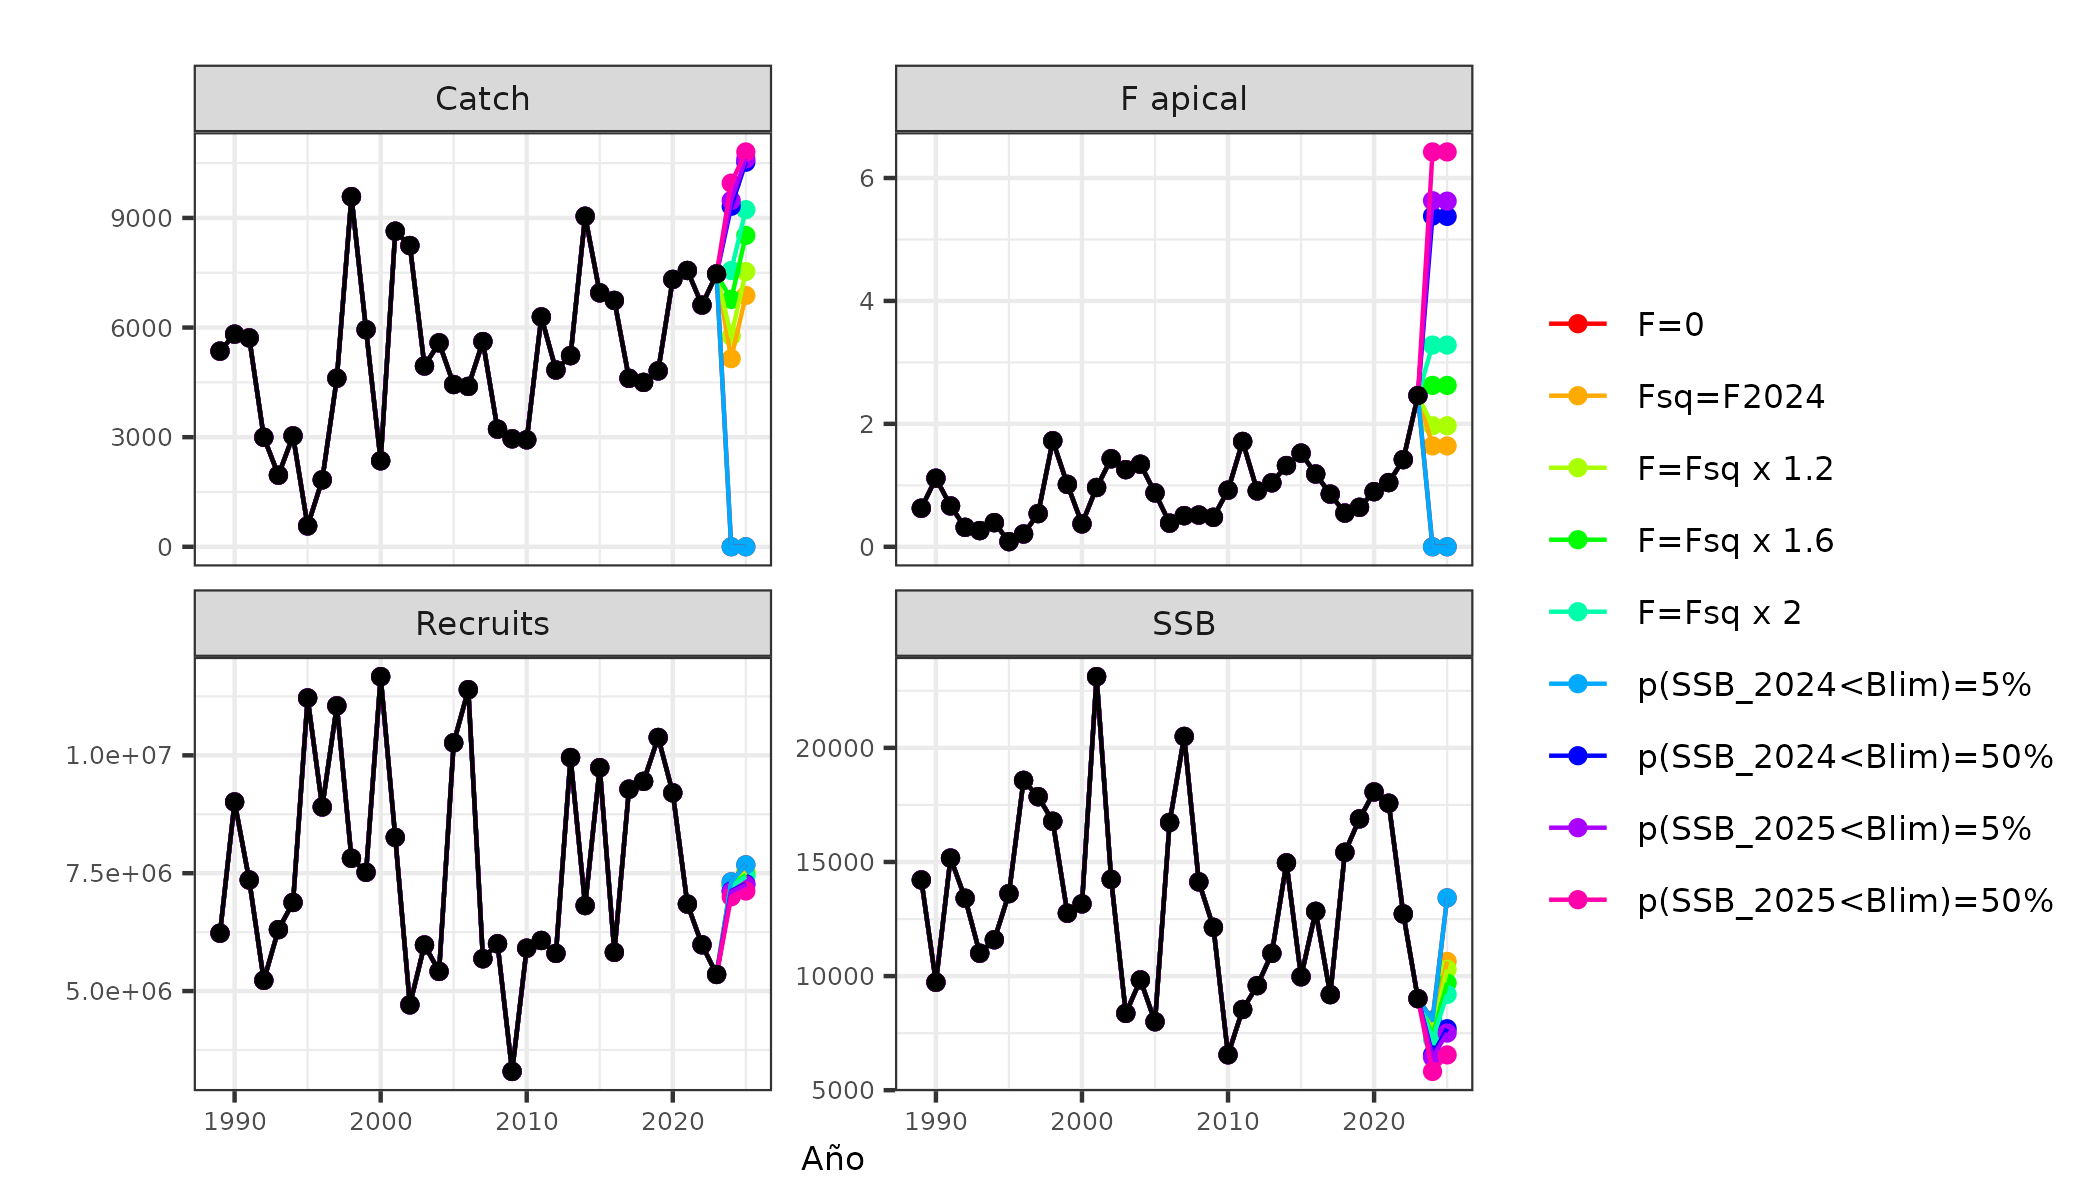 Catch
F apical
9000
6000
3000
0
6
4
2
0
Recruits
SSB
1.0e+07
7.5e+06
5.0e+06
20000
15000
10000
5000
1990 2000 2010 2020
1990 2000 2010 2020
Año
F=0
Fsq=F2024
F=Fsq x 1.2
F=Fsq x 1.6
F=Fsq x 2
p(SSB_2024<Blim)=5%
p(SSB_2024<Blim)=50%
p(SSB_2025<Blim)=5%
p(SSB_2025<Blim)=50%